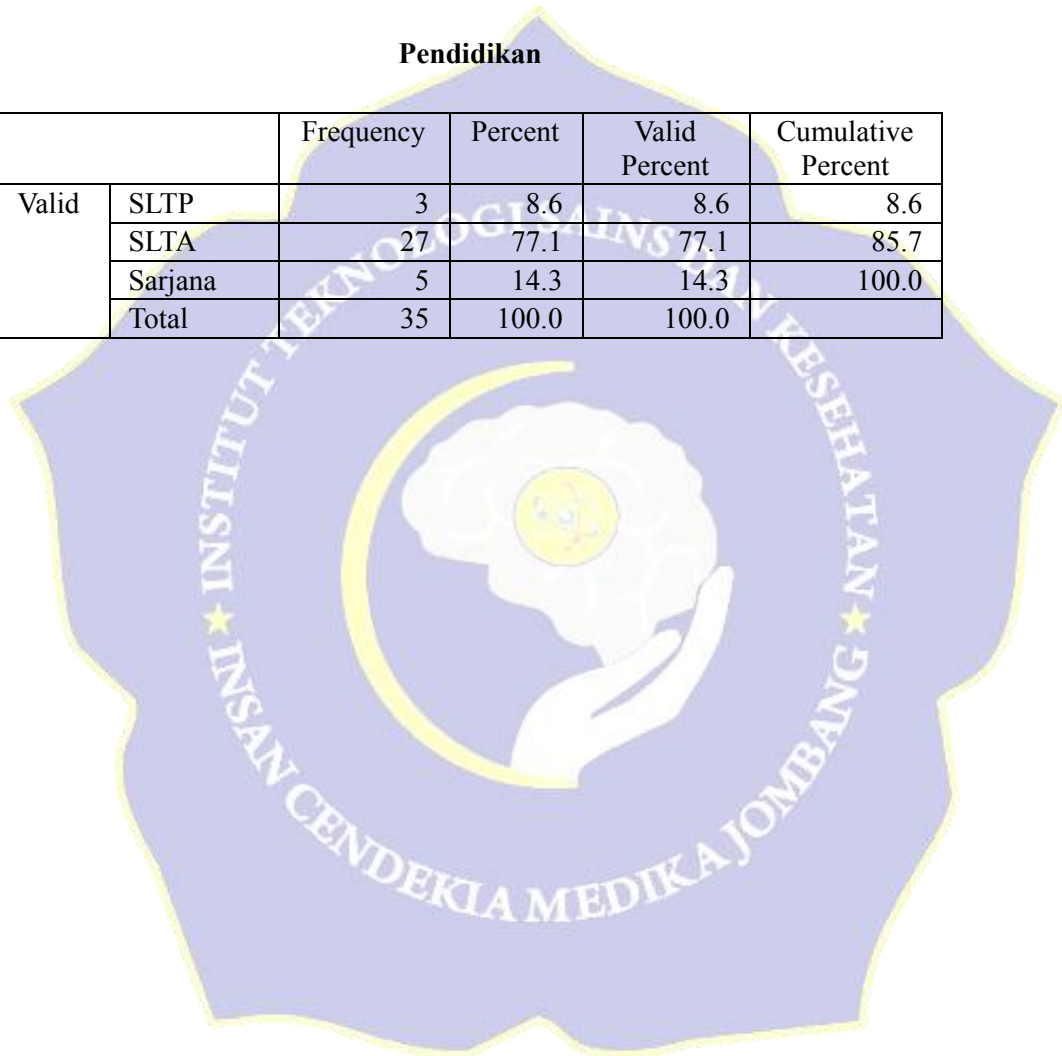 Pendidikan
Frequency Percent Valid Percent Cumulative Percent
Valid SLTP 3 8.6 8.6 8.6
SLTA 27 77.1 77.1 85.7
Sarjana 5 14.3 14.3 100.0
Total 35 100.0 100.0
INSTITUT TEKNOLOGI SAINS DAN KESEHATAN
INSAN CENDEKIA MEDIKA JOMBANG